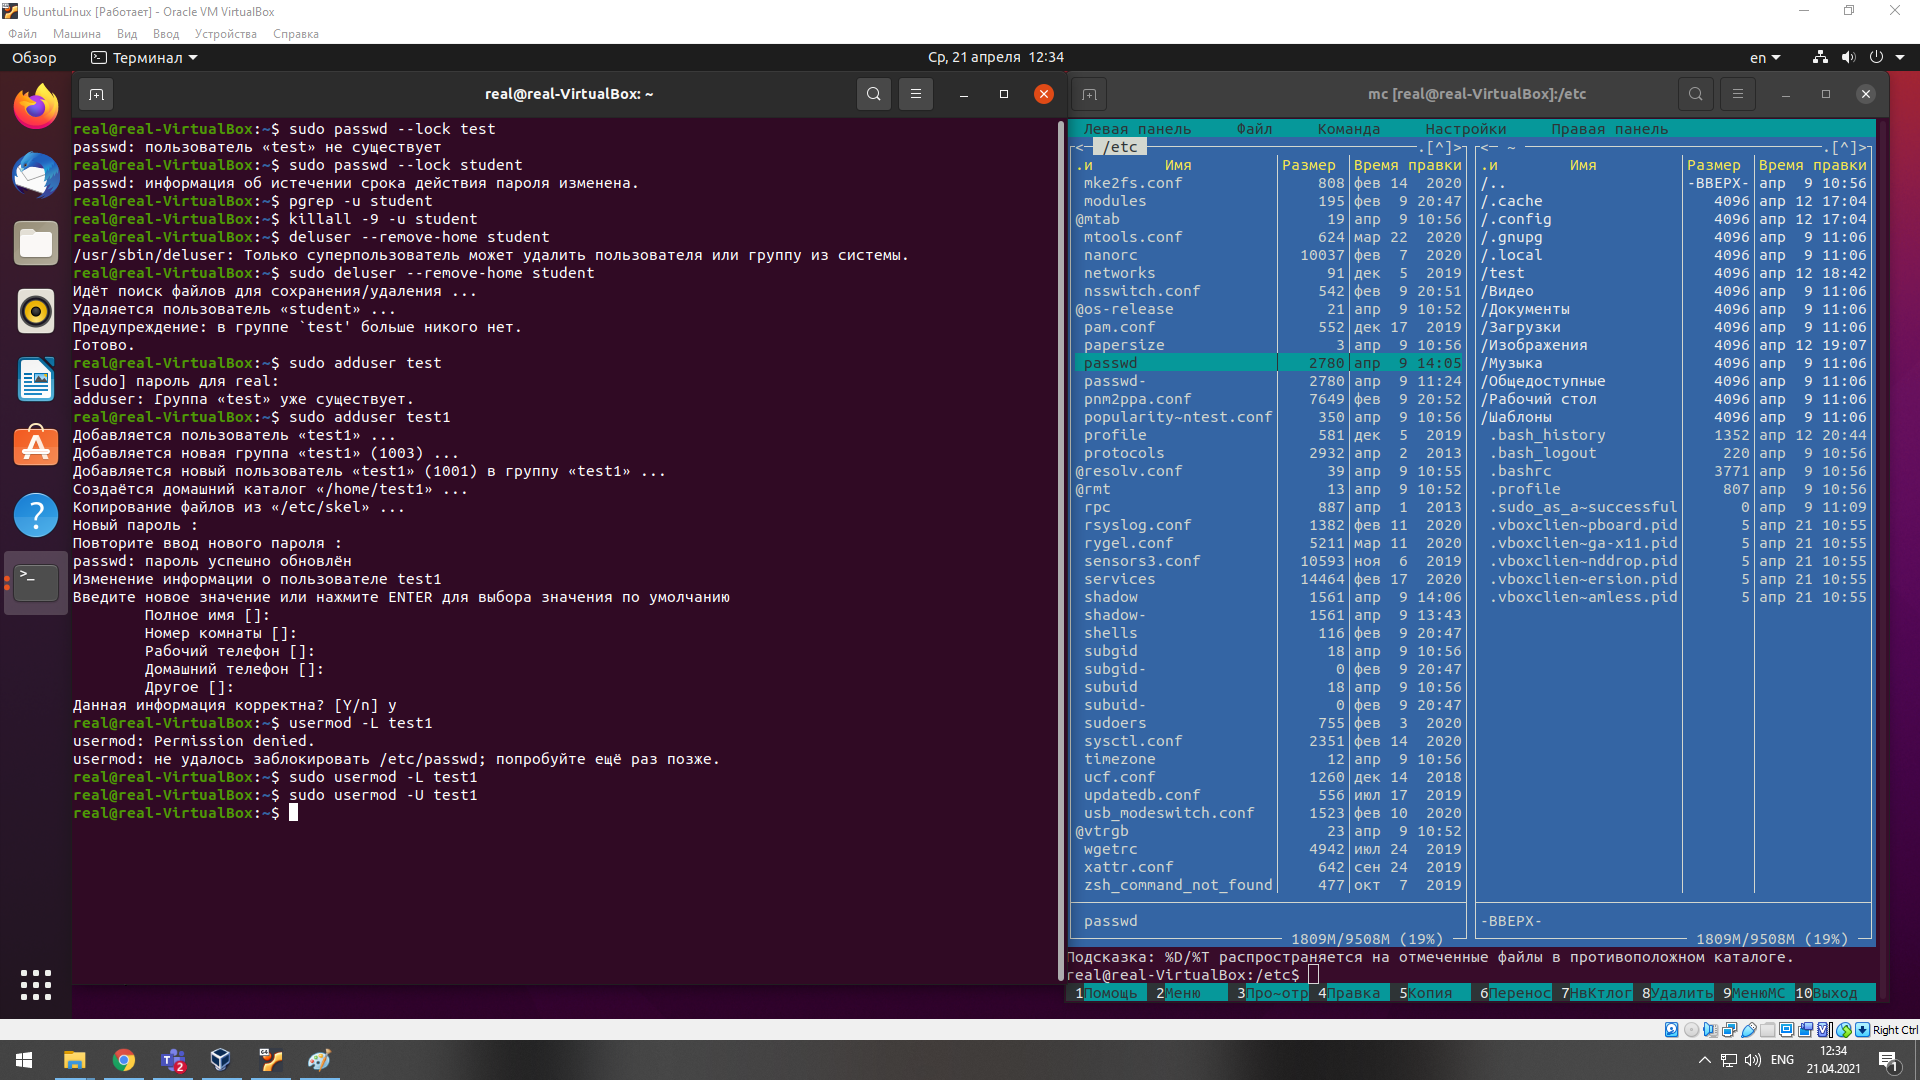 UbuntuLinux [Работает] - Oracle VM VirtualBox
Файл Машина Вид Ввод Устройства Справка
Обзор Терминал Ср, 21 апреля 12:34 en
real@real-VirtualBox: ~
real@real-VirtualBox:~$ sudo passwd --lock test
passwd: пользователь «test» не существует
real@real-VirtualBox:~$ sudo passwd --lock student
passwd: информация об истечении срока действия пароля изменена.
real@real-VirtualBox:~$ pgrep -u student
real@real-VirtualBox:~$ killall -9 -u student
real@real-VirtualBox:~$ deluser --remove-home student
/usr/sbin/deluser: Только суперпользователь может удалить пользователя или группу из системы.
real@real-VirtualBox:~$ sudo deluser --remove-home student
Идёт поиск файлов для сохранения/удаления ...
Удаляется пользователь «student» ...
Предупреждение: в группе `test' больше никого нет.
Готово.
real@real-VirtualBox:~$ sudo adduser test
[sudo] пароль для real:
adduser: Группа «test» уже существует.
real@real-VirtualBox:~$ sudo adduser test1
Добавляется пользователь «test1» ...
Добавляется новая группа «test1» (1003) ...
Добавляется новый пользователь «test1» (1001) в группу «test1» ...
Создаётся домашний каталог «/home/test1» ...
Копирование файлов из «/etc/skel» ...
Новый пароль :
Повторите ввод нового пароля :
passwd: пароль успешно обновлён
Изменение информации о пользователе test1
Введите новое значение или нажмите ENTER для выбора значения по умолчанию
Полное имя []:
Номер комнаты []:
Рабочий телефон []:
Домашний телефон []:
Другое []:
Данная информация корректна? [Y/n] y
real@real-VirtualBox:~$ usermod -L test1
usermod: Permission denied.
usermod: не удалось заблокировать /etc/passwd; попробуйте ещё раз позже.
real@real-VirtualBox:~$ sudo usermod -L test1
real@real-VirtualBox:~$ sudo usermod -U test1
real@real-VirtualBox:~$
mc [real@real-VirtualBox]:/etc
Левая панель Файл Команда Настройки Правая панель
<─ /etc .[^]>
.и Имя Размер Время правки
mke2fs.conf 808 фев 14 2020
modules 195 фев 9 20:47
@mtab 19 апр 9 10:56
mtools.conf 624 мар 22 2020
nanorc 10037 фев 7 2020
networks 91 дек 5 2019
nsswitch.conf 542 фев 9 20:51
@os-release 21 апр 9 10:52
pam.conf 552 дек 17 2019
papersize 3 апр 9 10:56
passwd 2780 апр 9 14:05
passwd- 2780 апр 9 11:24
pnm2ppa.conf 7649 фев 9 20:52
popularity~ntest.conf 350 апр 9 10:56
profile 581 дек 5 2019
protocols 2932 апр 2 2013
@resolv.conf 39 апр 9 10:55
@rmt 13 апр 9 10:52
rpc 887 апр 1 2013
rsyslog.conf 1382 фев 11 2020
rygel.conf 5211 мар 11 2020
sensors3.conf 10593 ноя 6 2019
services 14464 фев 17 2020
shadow 1561 апр 9 14:06
shadow- 1561 апр 9 13:43
shells 116 фев 9 20:47
subgid 18 апр 9 10:56
subgid- 0 фев 9 20:47
subuid 18 апр 9 10:56
subuid- 0 фев 9 20:47
sudoers 755 фев 3 2020
sysctl.conf 2351 фев 14 2020
timezone 12 апр 9 10:56
ucf.conf 1260 дек 14 2018
updatedb.conf 556 июл 17 2019
usb_modeswitch.conf 1523 фев 10 2020
@vtrgb 23 апр 9 10:52
wgetrc 4942 июл 24 2019
xattr.conf 642 сен 24 2019
zsh_command_not_found 477 окт 7 2019
passwd
1809M/9508M (19%)
<─ ~ .[^]>
.и Имя Размер Время правки
/.. -ВВЕРХ- апр 9 10:56
/.cache 4096 апр 12 17:04
/.config 4096 апр 12 17:04
/.gnupg 4096 апр 9 11:06
/.local 4096 апр 9 11:06
/test 4096 апр 12 18:42
/Видео 4096 апр 9 11:06
/Документы 4096 апр 9 11:06
/Загрузки 4096 апр 9 11:06
/Изображения 4096 апр 12 19:07
/Музыка 4096 апр 9 11:06
/Общедоступные 4096 апр 9 11:06
/Рабочий стол 4096 апр 9 11:06
/Шаблоны 4096 апр 9 11:06
.bash_history 1352 апр 12 20:44
.bash_logout 220 апр 9 10:56
.bashrc 3771 апр 9 10:56
.profile 807 апр 9 10:56
.sudo_as_a~successful 0 апр 9 11:09
.vboxclien~pboard.pid 5 апр 21 10:55
.vboxclien~ga-x11.pid 5 апр 21 10:55
.vboxclien~nddrop.pid 5 апр 21 10:55
.vboxclien~ersion.pid 5 апр 21 10:55
.vboxclien~amless.pid 5 апр 21 10:55
-ВВЕРХ-
1809M/9508M (19%)
Подсказка: %D/%T распространяется на отмеченные файлы в противоположном каталоге.
real@real-VirtualBox:/etc$
1Помощь 2Меню 3Про~отр 4Правка 5Копия 6Перенос 7НвКтлог 8Удалить 9МенюМС 10Выход
Right Ctrl
2
64
ENG 12:34
21.04.2021
1